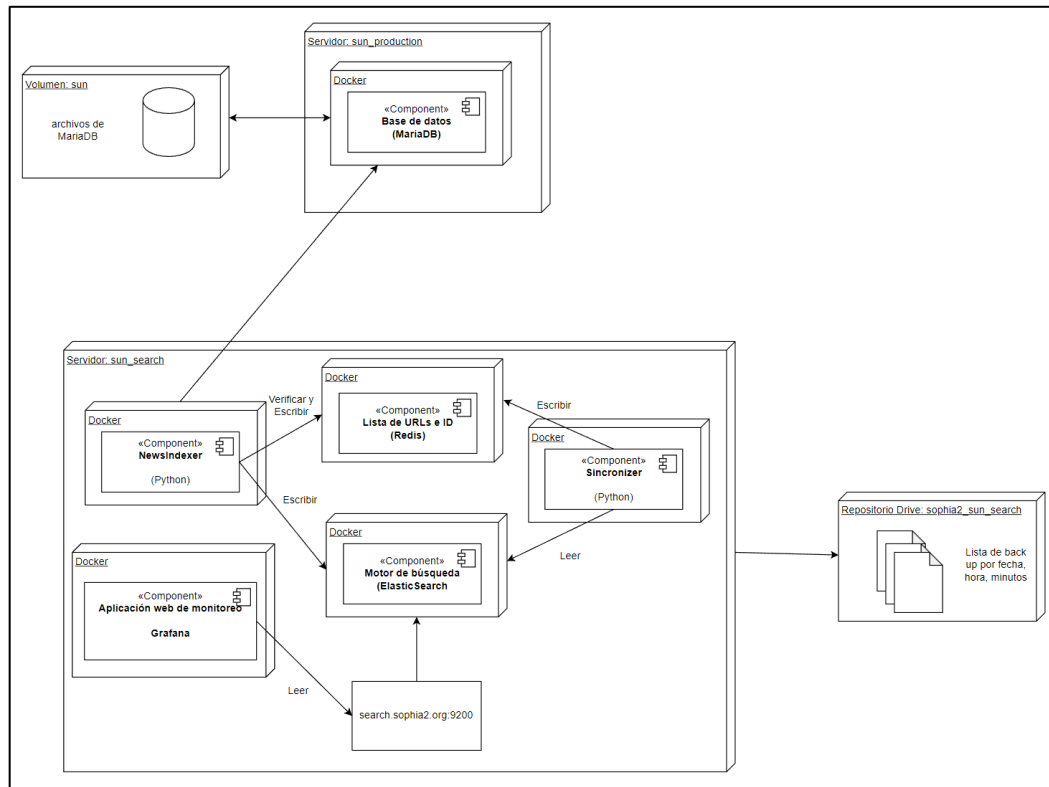 Servidor: sun_production
Docker
«Component»
Base de datos
(MariaDB)
Volumen: sun
archivos de
MariaDB
Servidor: sun_search
Docker
«Component»
Lista de URLs e ID
(Redis)
Verificar y
Escribir
Escribir
Docker
«Component»
NewsIndexer
(Python)
Docker
«Component»
Sincronizer
(Python)
Escribir
Leer
Docker
«Component»
Motor de búsqueda
(ElasticSearch
Docker
«Component»
Aplicación web de monitoreo
Grafana
Leer
search.sophia2.org:9200
Repositorio Drive: sophia2_sun_search
Lista de back
up por fecha,
hora, minutos